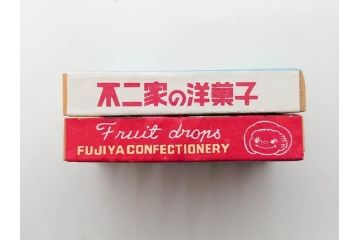 不二家の洋菓子
Fruit drops
FUJIYA CONFECTIONERY